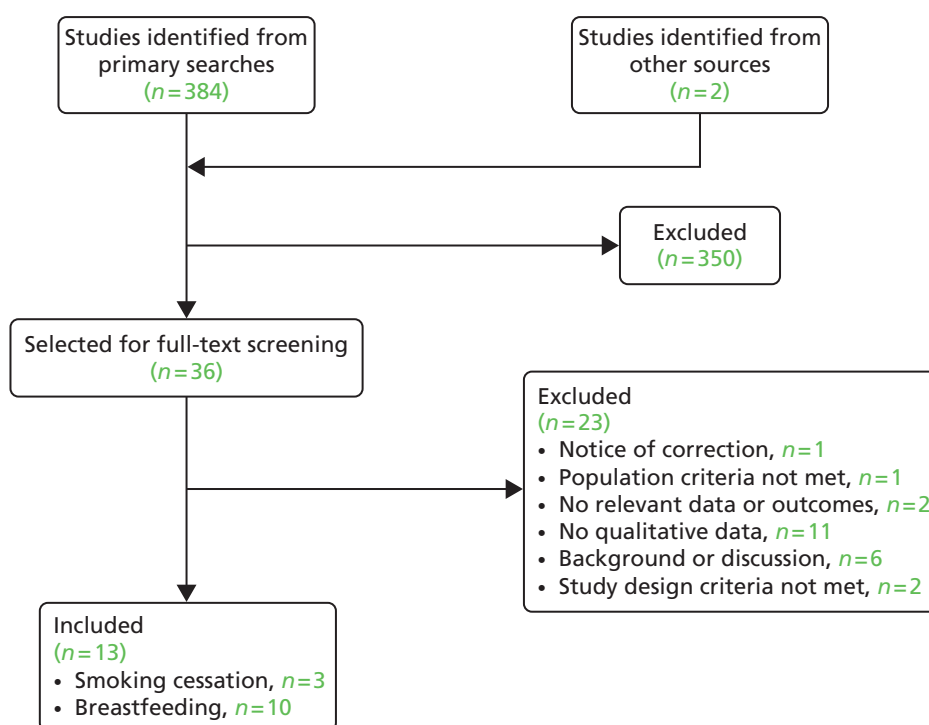 Studies identified from
primary searches
(n=384)
Studies identified from
other sources
(n=2)
Excluded
(n=350)
Selected for full-text screening
(n=36)
Excluded
(n=23)
• Notice of correction, n=1
• Population criteria not met, n=1
• No relevant data or outcomes, n=2
• No qualitative data, n=11
• Background or discussion, n=6
• Study design criteria not met, n=2
Included
(n=13)
• Smoking cessation, n=3
• Breastfeeding, n=10